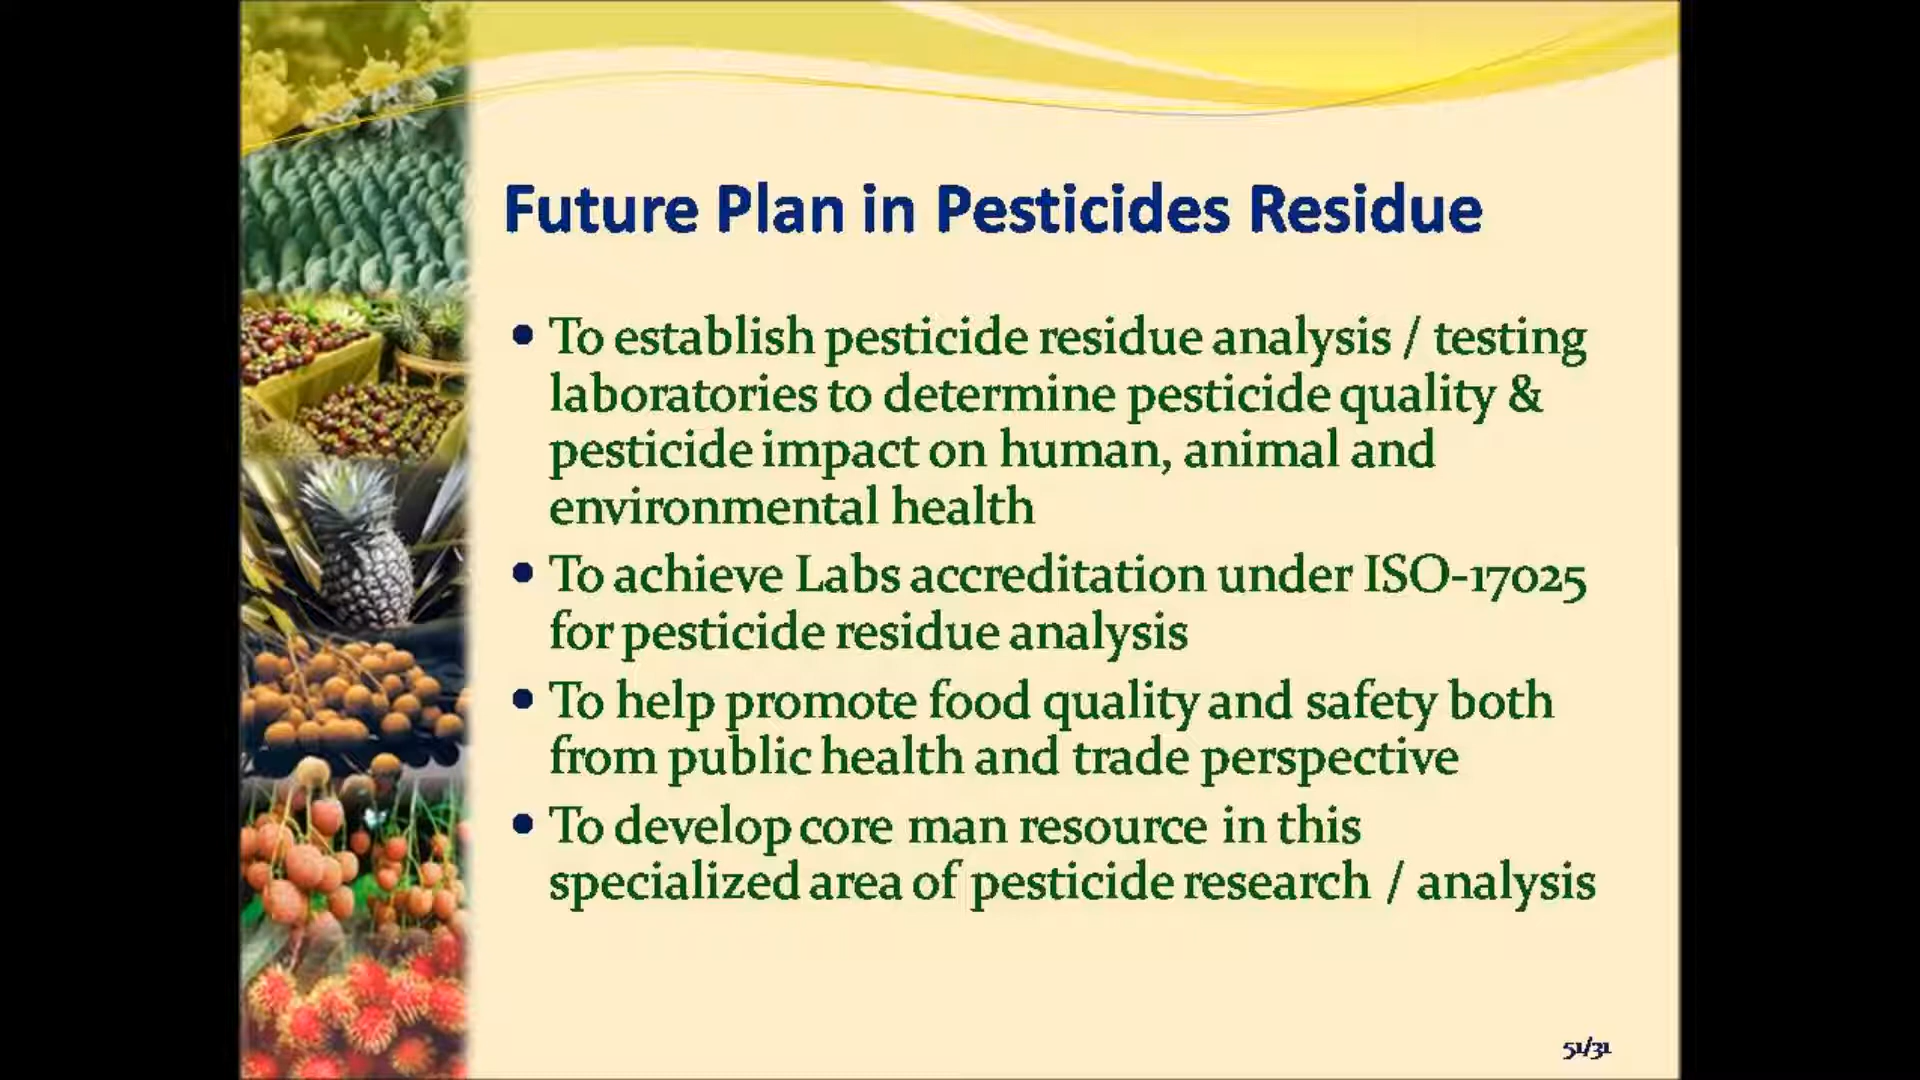 Future Plan in Pesticides Residue
• To establish pesticide residue analysis / testing
laboratories to determine pesticide quality &
pesticide impact on human, animal and
environmental health
• To achieve Labs accreditation under ISO-17025
for pesticide residue analysis
• To help promote food quality and safety both
from public health and trade perspective
• To develop core man resource in this
specialized area of pesticide research / analysis
51/31